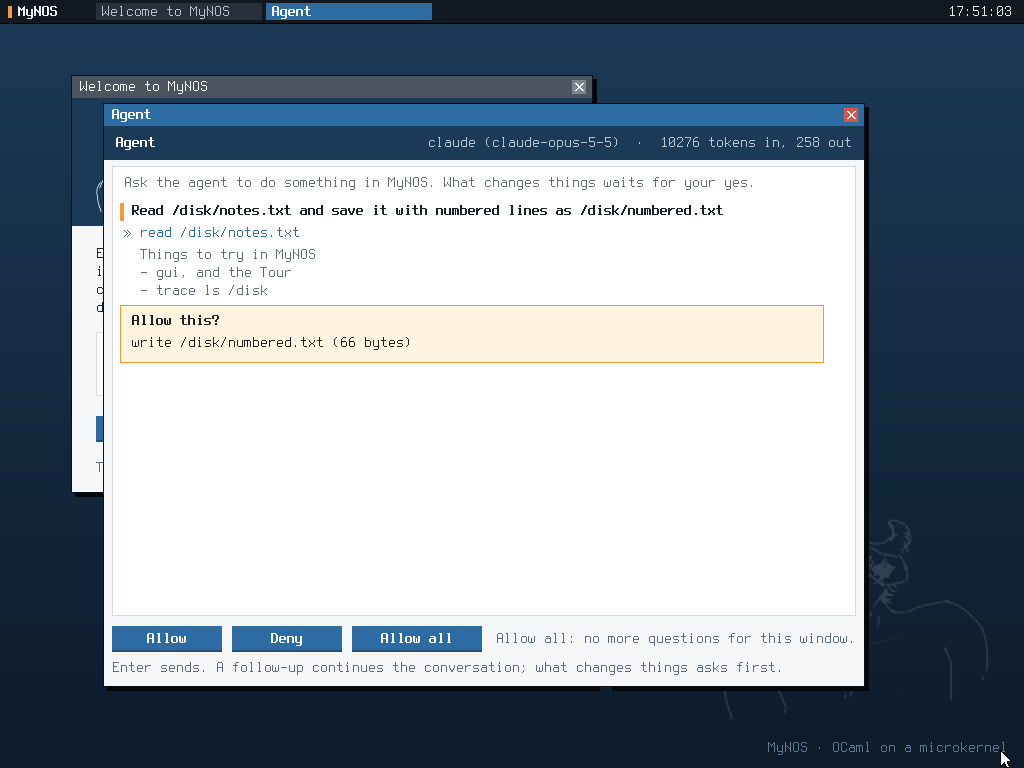 MyNOS Welcome to MyNOS Agent 17:51:03
Welcome to MyNOS
Agent
Agent claude (claude-opus-5-5) · 10276 tokens in, 258 out
Ask the agent to do something in MyNOS. What changes things waits for your yes.
Read /disk/notes.txt and save it with numbered lines as /disk/numbered.txt
» read /disk/notes.txt
Things to try in MyNOS
- gui, and the Tour
- trace ls /disk
Allow this?
write /disk/numbered.txt (66 bytes)
Allow Deny Allow all Allow all: no more questions for this window.
Enter sends. A follow-up continues the conversation; what changes things asks first.
MyNOS · OCaml on a microkernel